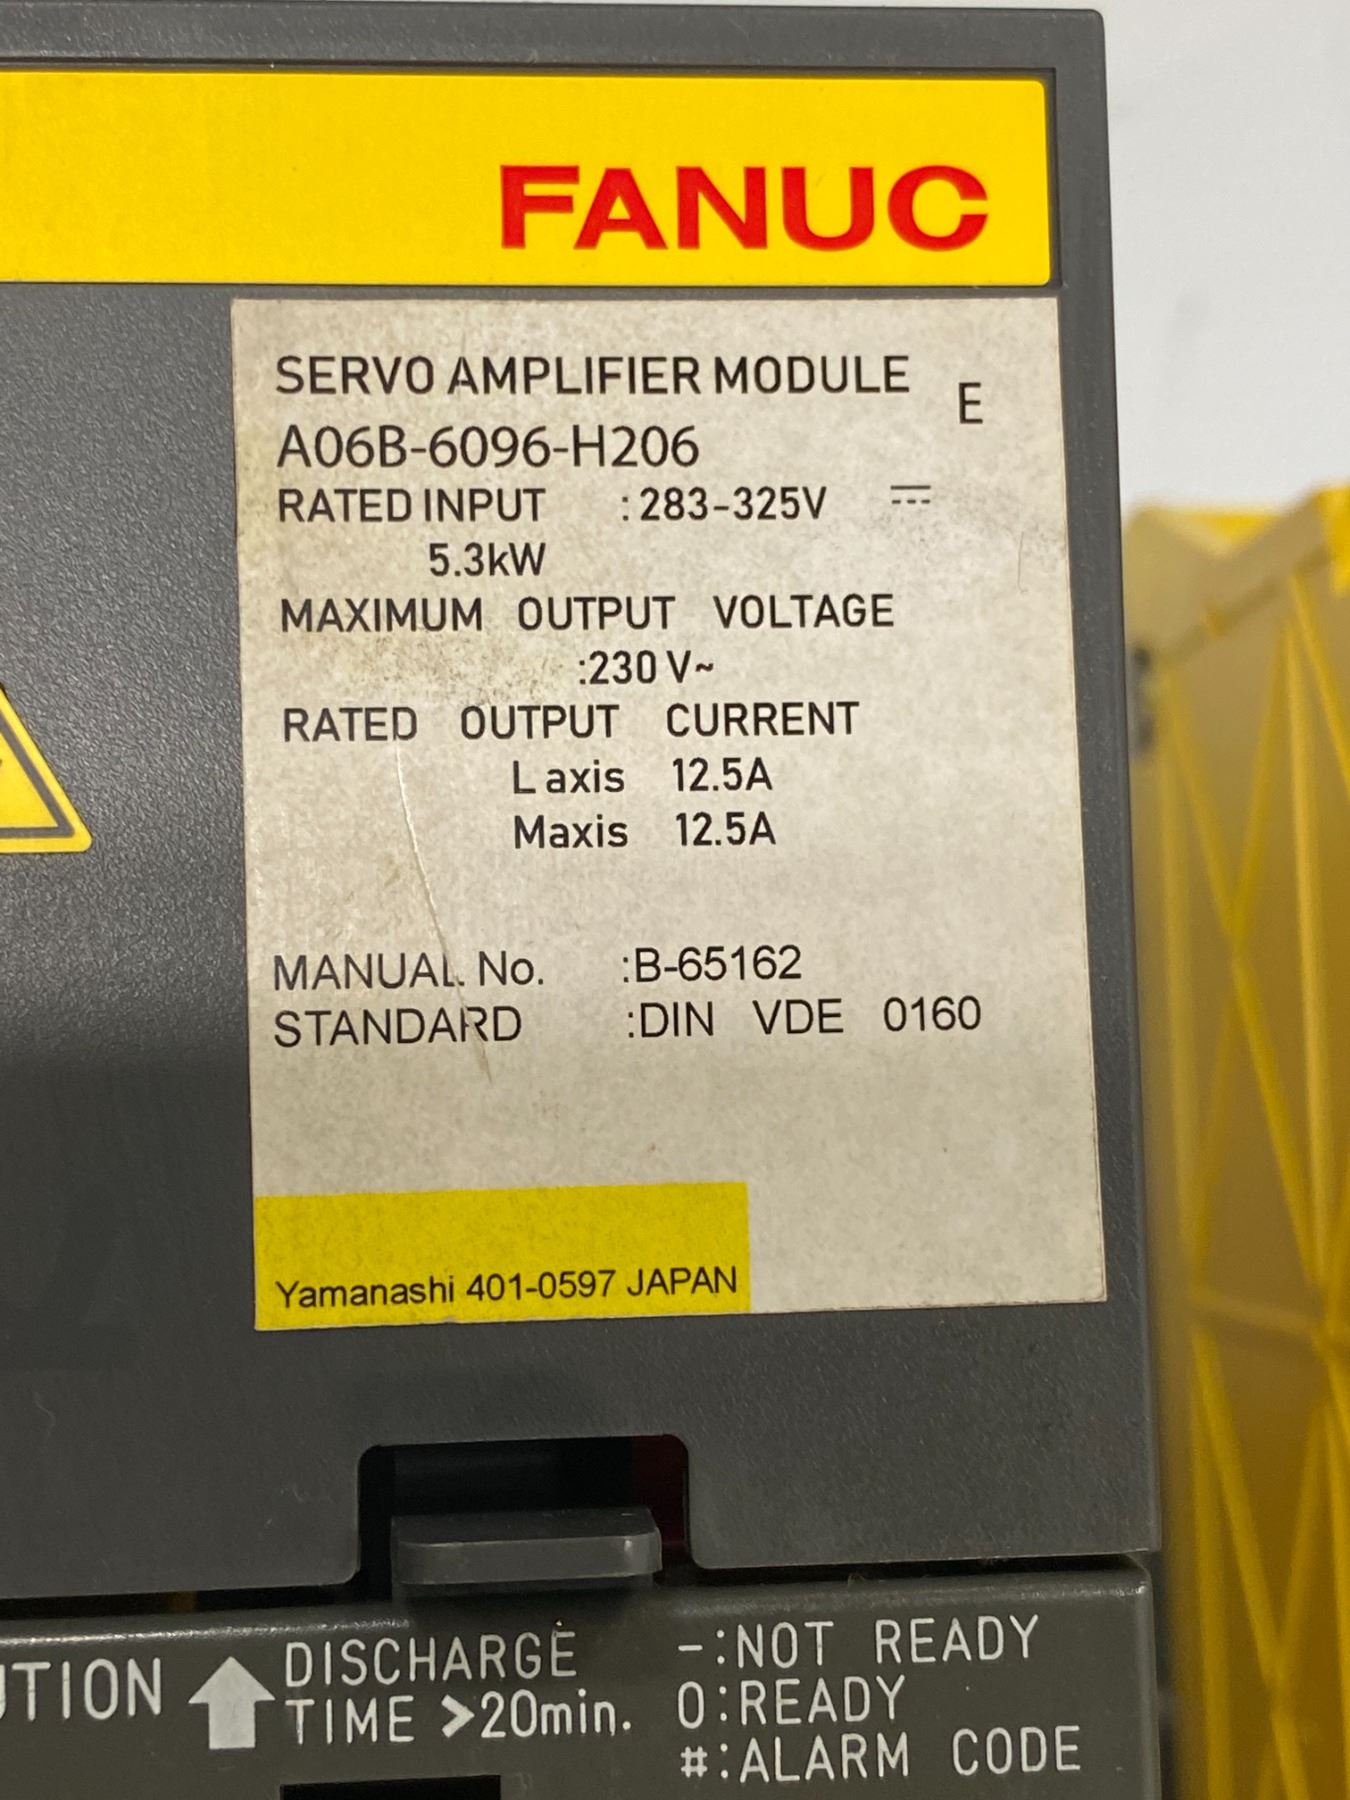 FANUC
SERVO AMPLIFIER MODULE E
A06B-6096-H206
RATED INPUT :283-325V ⎓
5.3kW
MAXIMUM OUTPUT VOLTAGE
:230 V~
RATED OUTPUT CURRENT
L axis 12.5A
Maxis 12.5A
MANUAL No. :B-65162
STANDARD :DIN VDE 0160
Yamanashi 401-0597 JAPAN
UTION DISCHARGE
TIME >20min.
-:NOT READY
0:READY
#:ALARM CODE